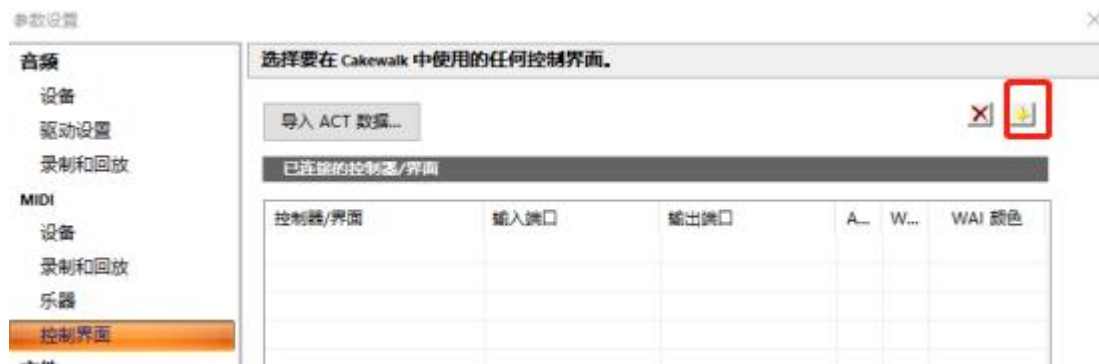 参数设置
音频
设备
驱动设置
录制和回放
MIDI
设备
录制和回放
乐器
控制界面
选择要在 Cakewalk 中使用的任何控制界面。
导入 ACT 数据...
已连接的控制器/界面
控制器/界面 输入端口 输出端口 A... W... WAI 颜色